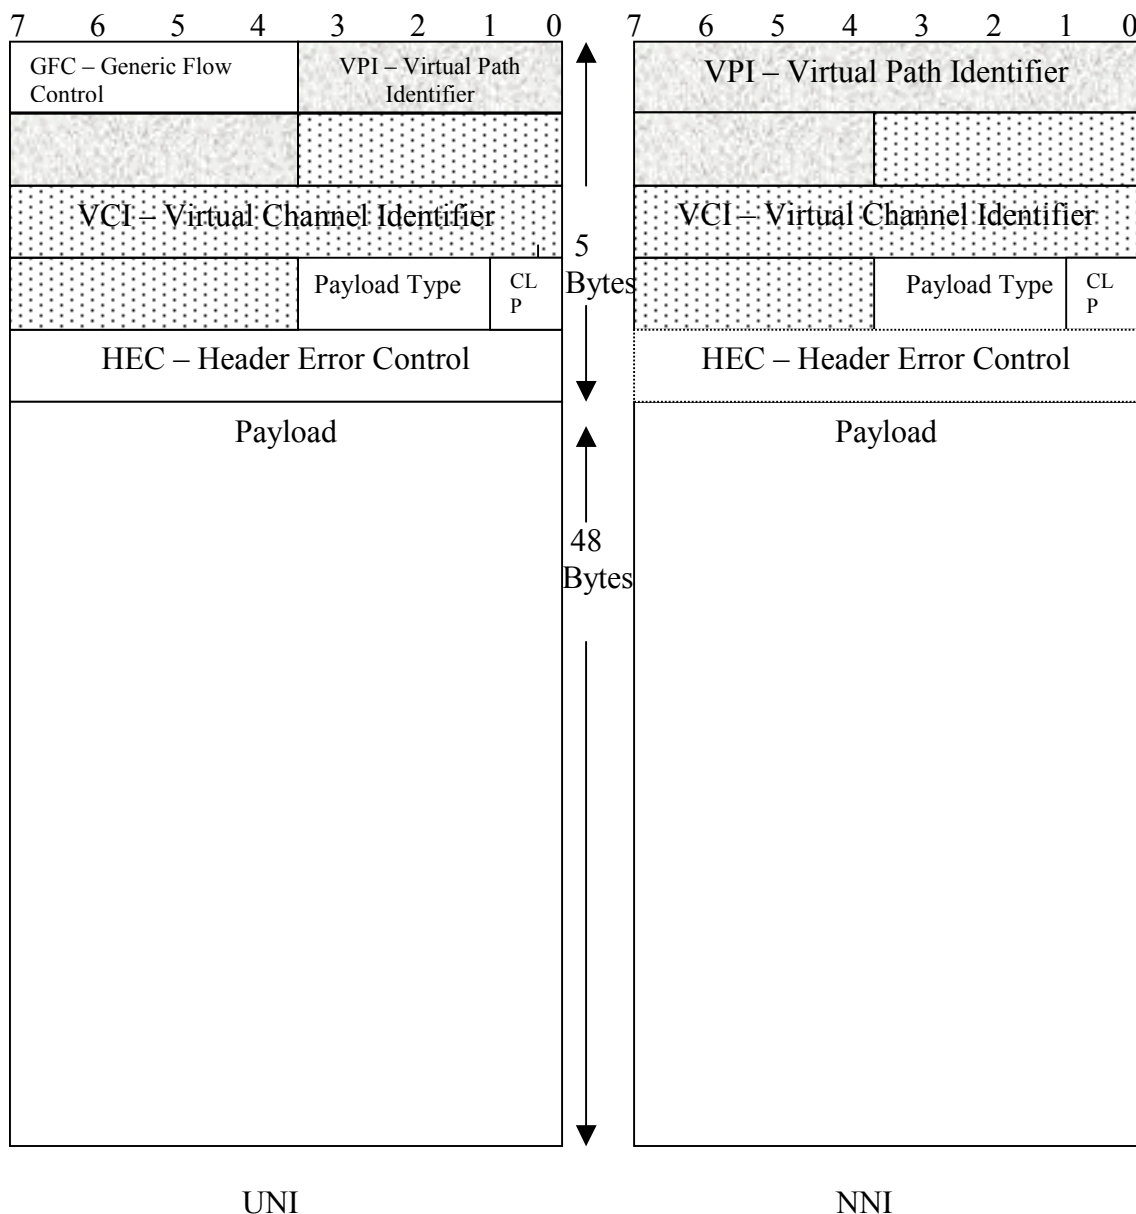 7 6 5 4 3 2 1 0
7 6 5 4 3 2 1 0
GFC – Generic Flow
Control
VPI – Virtual Path
Identifier
VPI – Virtual Path Identifier
VCI – Virtual Channel Identifier
VCI – Virtual Channel Identifier
5
Bytes
Payload Type
CL
P
Payload Type
CL
P
HEC – Header Error Control
HEC – Header Error Control
Payload
Payload
48
Bytes
UNI
NNI